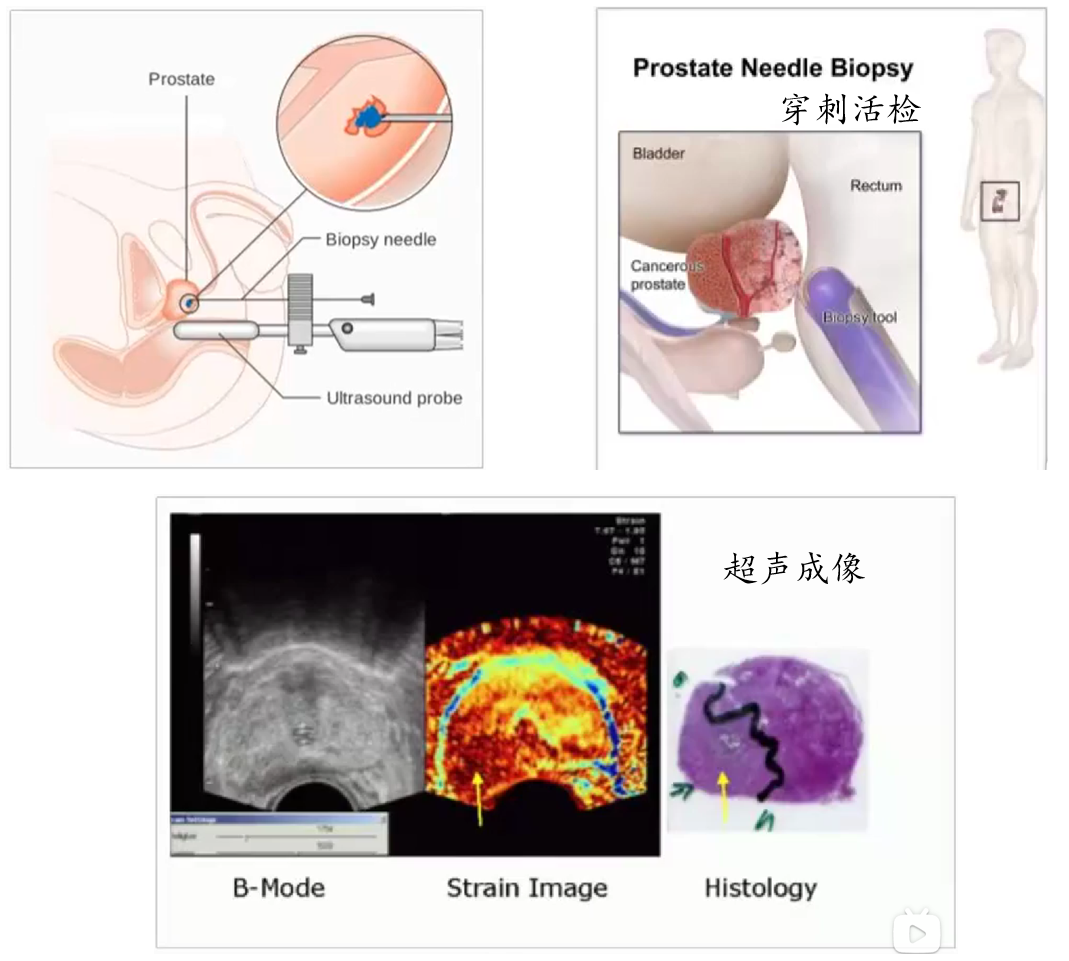 Prostate
Biopsy needle
Ultrasound probe
Prostate Needle Biopsy
穿刺活检
Bladder
Rectum
Cancerous
prostate
Biopsy tool
超声成像
Strain
B-Mode
Strain Image
Histology